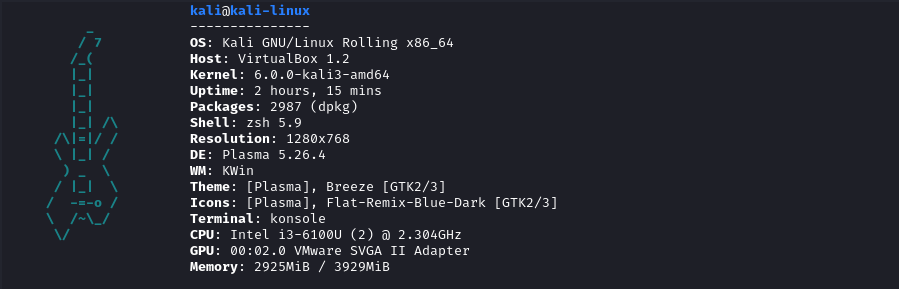 kali@kali-linux
---------------
OS: Kali GNU/Linux Rolling x86_64
Host: VirtualBox 1.2
Kernel: 6.0.0-kali3-amd64
Uptime: 2 hours, 15 mins
Packages: 2987 (dpkg)
Shell: zsh 5.9
Resolution: 1280x768
DE: Plasma 5.26.4
WM: KWin
Theme: [Plasma], Breeze [GTK2/3]
Icons: [Plasma], Flat-Remix-Blue-Dark [GTK2/3]
Terminal: konsole
CPU: Intel i3-6100U (2) @ 2.304GHz
GPU: 00:02.0 VMware SVGA II Adapter
Memory: 2925MiB / 3929MiB